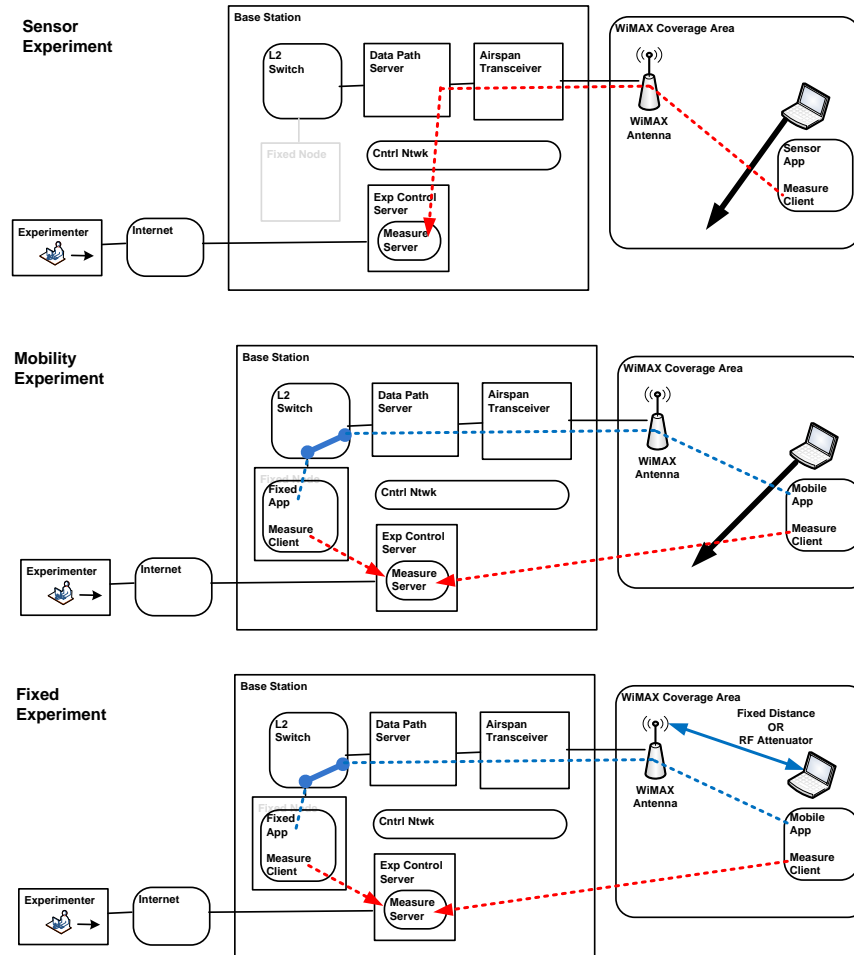 Sensor
Experiment
Base Station
L2
Switch
Data Path
Server
Airspan
Transceiver
Fixed Node
Cntrl Ntwk
Exp Control
Server
Measure
Server
Experimenter
Internet
WiMAX Coverage Area
WiMAX
Antenna
Sensor
App
Measure
Client
Mobility
Experiment
Base Station
L2
Switch
Data Path
Server
Airspan
Transceiver
Fixed Node
Fixed
App
Measure
Client
Cntrl Ntwk
Exp Control
Server
Measure
Server
Experimenter
Internet
WiMAX Coverage Area
WiMAX
Antenna
Mobile
App
Measure
Client
Fixed
Experiment
Base Station
L2
Switch
Data Path
Server
Airspan
Transceiver
Fixed Node
Fixed
App
Measure
Client
Cntrl Ntwk
Exp Control
Server
Measure
Server
Experimenter
Internet
WiMAX Coverage Area
Fixed Distance
OR
RF Attenuator
WiMAX
Antenna
Mobile
App
Measure
Client